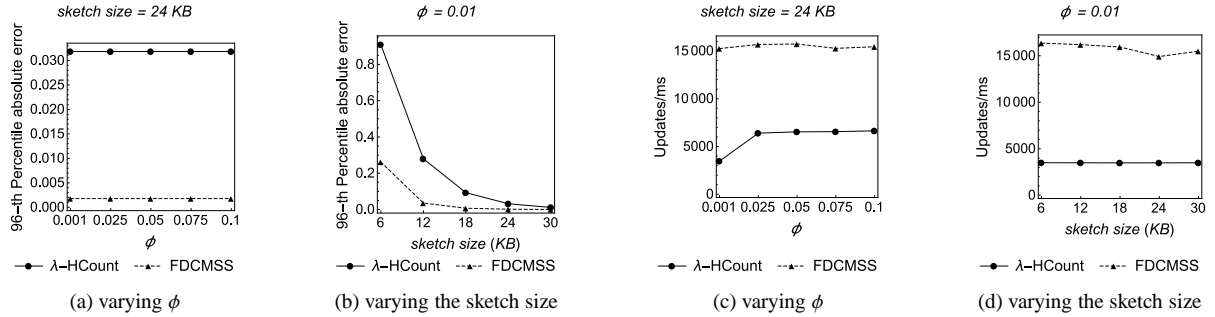 sketch size = 24 KB
96-th Percentile absolute error
0.030
0.025
0.020
0.015
0.010
0.005
0.000
0.001 0.025 0.05 0.075 0.1
ϕ
λ-HCount FDCMSS
(a) varying ϕ
ϕ = 0.01
96-th Percentile absolute error
0.8
0.6
0.4
0.2
0.0
6 12 18 24 30
sketch size (KB)
λ-HCount FDCMSS
(b) varying the sketch size
sketch size = 24 KB
Updates/ms
15000
10000
5000
0
0.001 0.025 0.05 0.075 0.1
ϕ
λ-HCount FDCMSS
(c) varying ϕ
ϕ = 0.01
Updates/ms
15000
10000
5000
0
6 12 18 24 30
sketch size (KB)
λ-HCount FDCMSS
(d) varying the sketch size